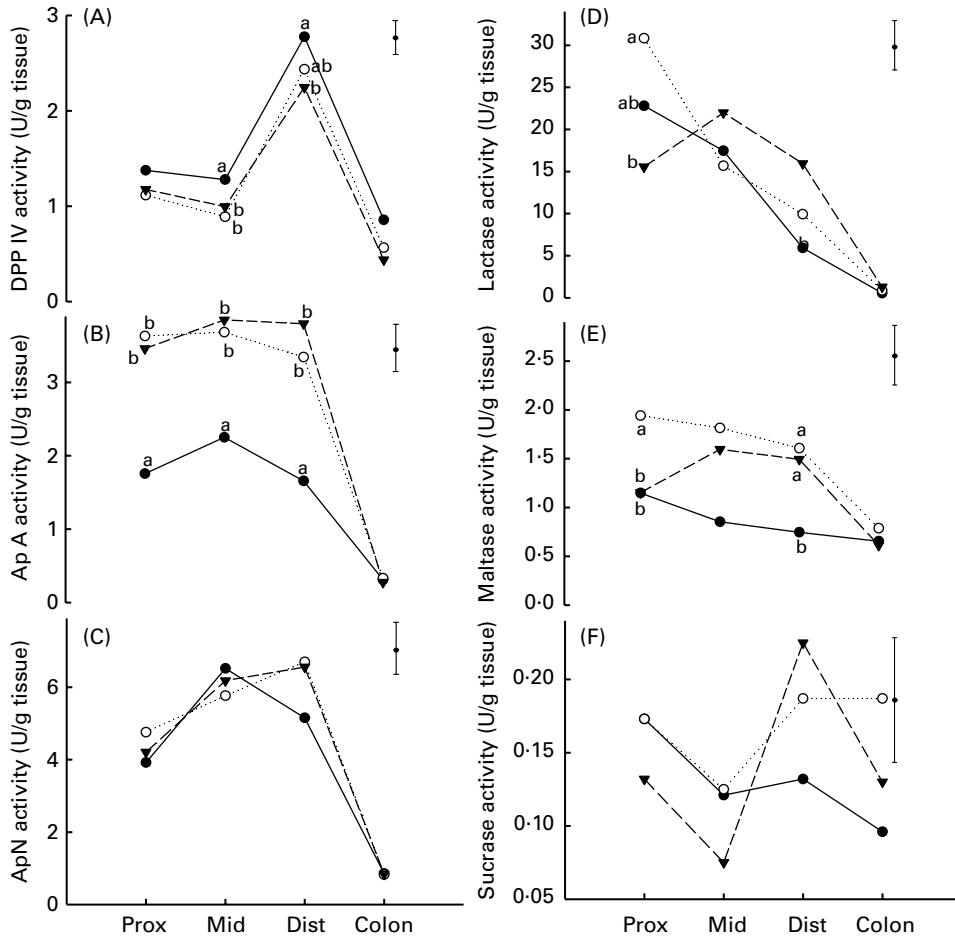 (A)
DPP IV activity (U/g tissue)
3
2
1
0
a
a
ab
b
b
b
(B)
Ap A activity (U/g tissue)
3
2
1
0
b
b
b
b
b
b
a
a
a
(C)
ApN activity (U/g tissue)
6
4
2
0
Prox Mid Dist Colon
(D)
Lactase activity (U/g tissue)
30
25
20
15
10
5
0
a
ab
b
b
(E)
Maltase activity (U/g tissue)
2·5
2·0
1·5
1·0
0·5
0·0
a
a
b
a
b
b
(F)
Sucrase activity (U/g tissue)
0·20
0·15
0·10
0·05
Prox Mid Dist Colon